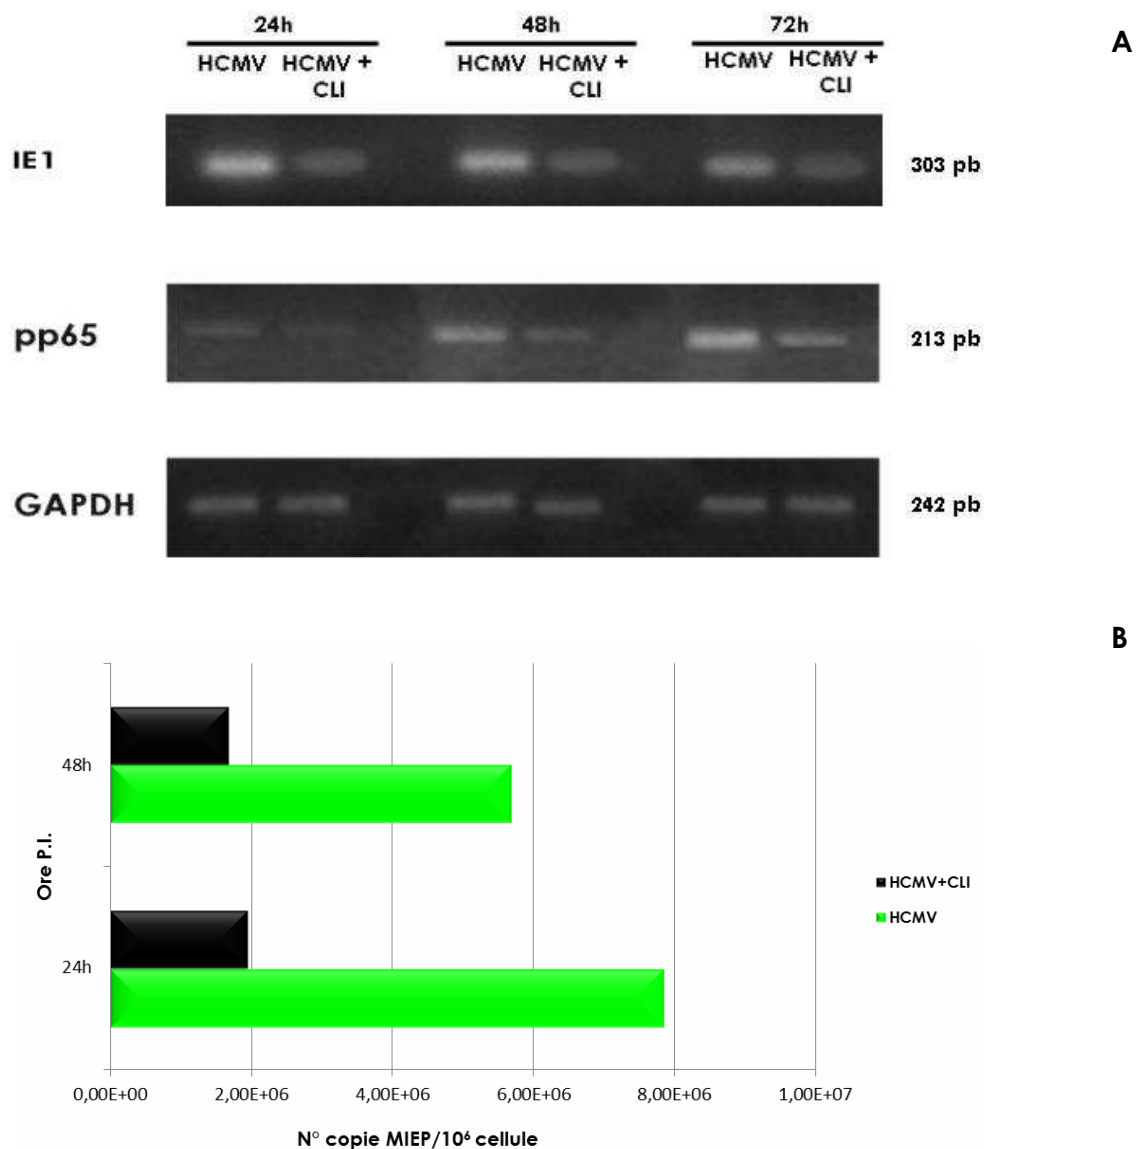 24h 48h 72h A
HCMV HCMV + CLI HCMV HCMV + CLI HCMV HCMV + CLI
IE1 303 pb
pp65 213 pb
GAPDH 242 pb
B
48h
Ore P.I.
HCMV+CLI
HCMV
24h
0,00E+00 2,00E+06 4,00E+06 6,00E+06 8,00E+06 1,00E+07
N° copie MIEP/10⁶ cellule